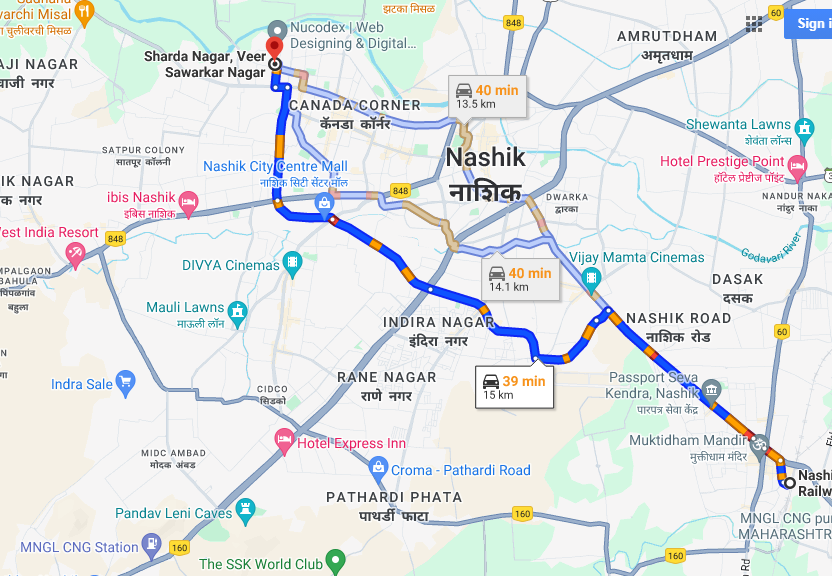 varchi Misal
चुलीवरची मिसळ
झटका मिसळ
Nucodex | Web
Designing & Digital...
848
Sign i
AMRUTDHAM
अमृतधाम
Sharda Nagar, Veer
Sawarkar Nagar
AJI NAGAR
वाजी नगर
40 min
13.5 km
CANADA CORNER
कॅनडा कॉर्नर
Shewanta Lawns
शेवंता लॉन्स
SATPUR COLONY
सातपूर कॉलनी
Nashik
नाशिक
Hotel Prestige Point
हॉटेल प्रेष्टीज पॉइंट
Nashik City Centre Mall
नाशिक सिटी सेंटर मॉल
IK NAGAR
क नगर
848
ibis Nashik
इबिस नाशिक
DWARKA
द्वारका
NANDUR NAKA
नांदुर नाका
West India Resort
848
Godavari River
DIVYA Cinemas
Vijay Mamta Cinemas
40 min
14.1 km
MPALGAON
BAHULA
पिंपळगांव
बहुला
DASAK
दसक
Mauli Lawns
माऊली लॉन
INDIRA NAGAR
इंदिरा नगर
NASHIK ROAD
नाशिक रोड
60
RANE NAGAR
राणे नगर
39 min
15 km
Indra Sale
CIDCO
सिडको
Passport Seva
Kendra, Nashik
पारपत्र सेवा केंद्र
Hotel Express Inn
Muktidham Mandir
मुक्तीधाम मंदिर
MIDC AMBAD
मोदक अंबड
Croma - Pathardi Road
Nashi
Railw
PATHARDI PHATA
पाथर्डी फाटा
Pandav Leni Caves
160
MNGL CNG pu
MAHARASHTR
MNGL CNG Station
160
The SSK World Club
160
Rd